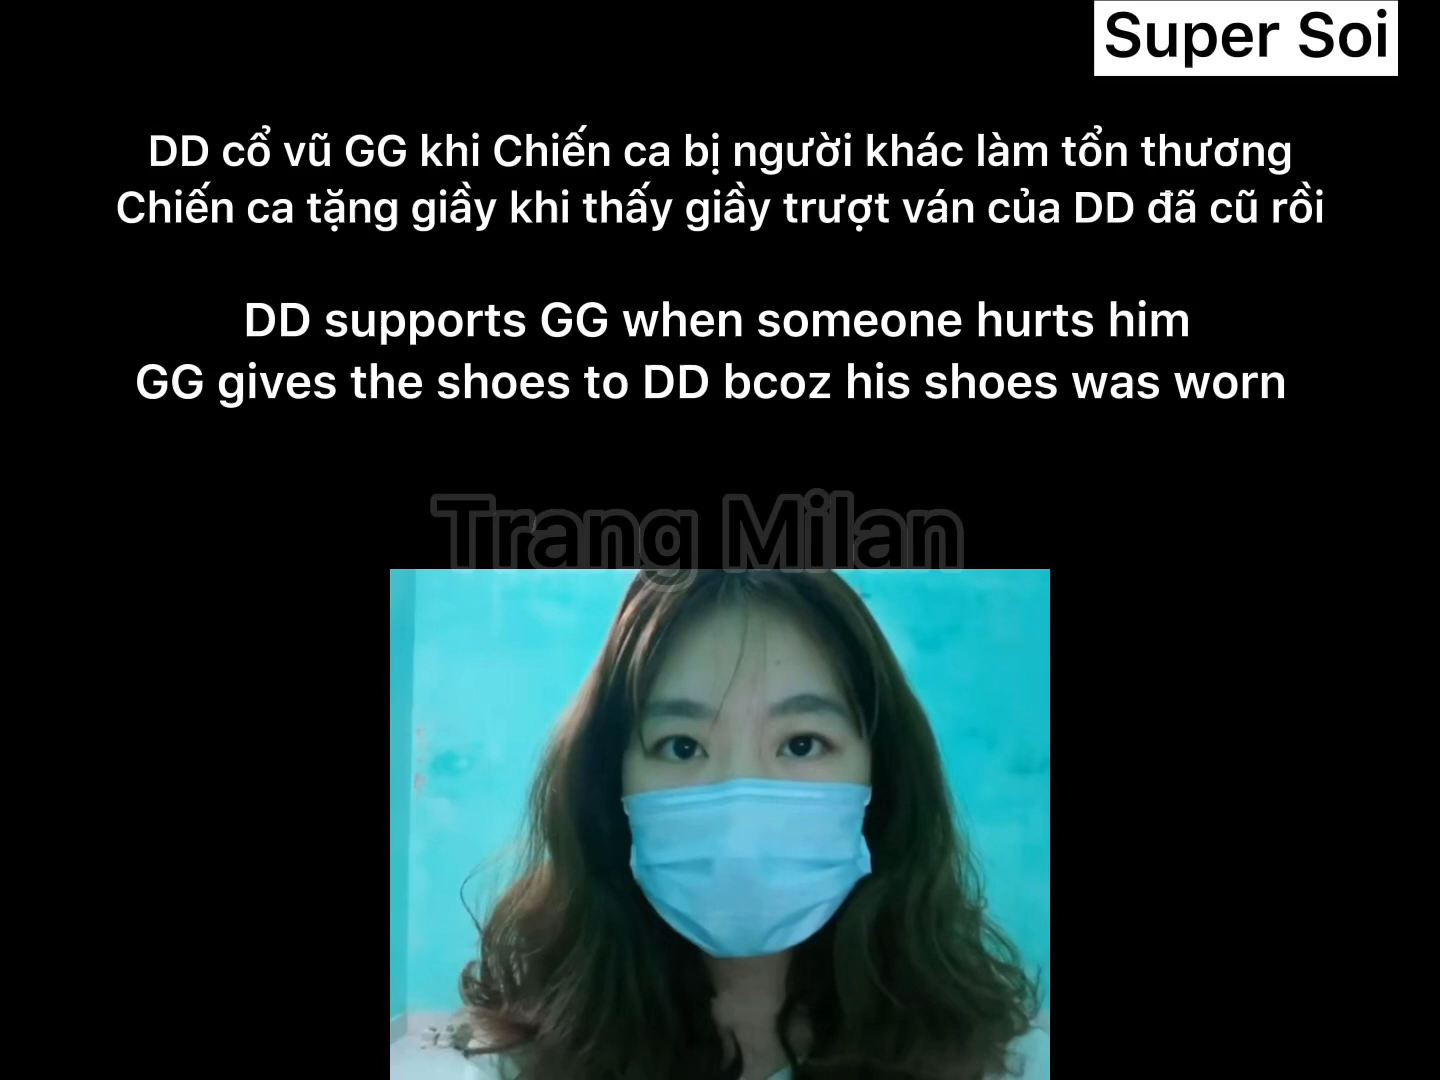 Super Soi
DD cổ vũ GG khi Chiến ca bị người khác làm tổn thương
Chiến ca tặng giầy khi thấy giầy trượt ván của DD đã cũ rồi
DD supports GG when someone hurts him
GG gives the shoes to DD bcoz his shoes was worn
Trang Milan